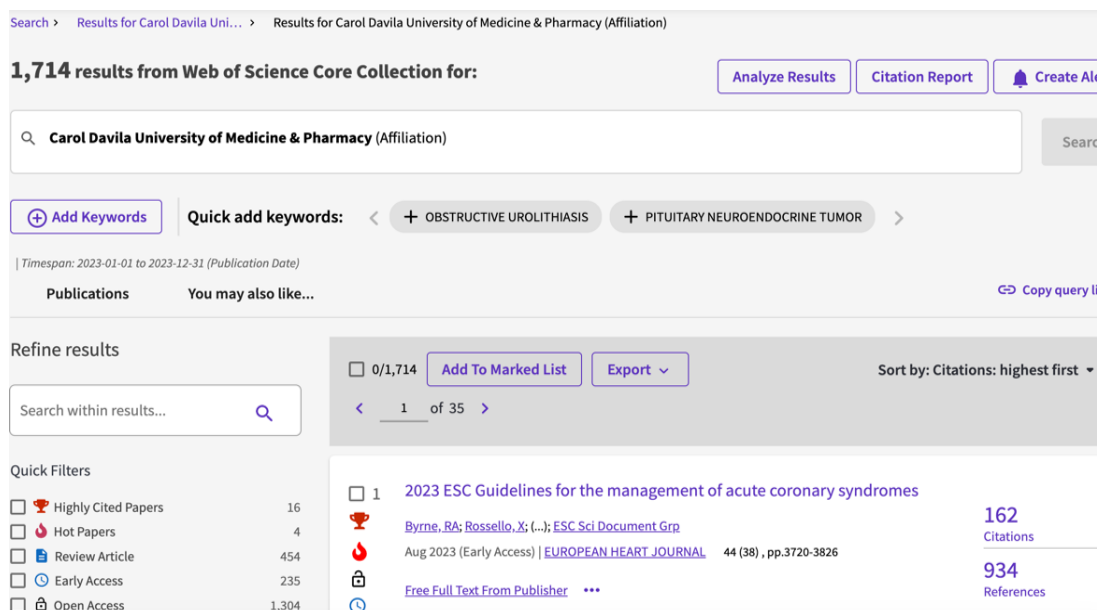 Search > Results for Carol Davila Uni... > Results for Carol Davila University of Medicine & Pharmacy (Affiliation)
1,714 results from Web of Science Core Collection for:
Analyze Results
Citation Report
Create Ale
Carol Davila University of Medicine & Pharmacy (Affiliation)
Searc
Add Keywords
Quick add keywords:
+ OBSTRUCTIVE UROLITHIASIS
+ PITUITARY NEUROENDOCRINE TUMOR
| Timespan: 2023-01-01 to 2023-12-31 (Publication Date)
Publications
You may also like...
Copy query li
Refine results
Search within results...
Quick Filters
Highly Cited Papers 16
Hot Papers 4
Review Article 454
Early Access 235
Open Access 1,304
0/1,714
Add To Marked List
Export
Sort by: Citations: highest first
1 of 35
1
2023 ESC Guidelines for the management of acute coronary syndromes
Byrne, RA; Rossello, X; (...); ESC Sci Document Grp
Aug 2023 (Early Access) | EUROPEAN HEART JOURNAL 44 (38) , pp.3720-3826
Free Full Text From Publisher
162
Citations
934
References